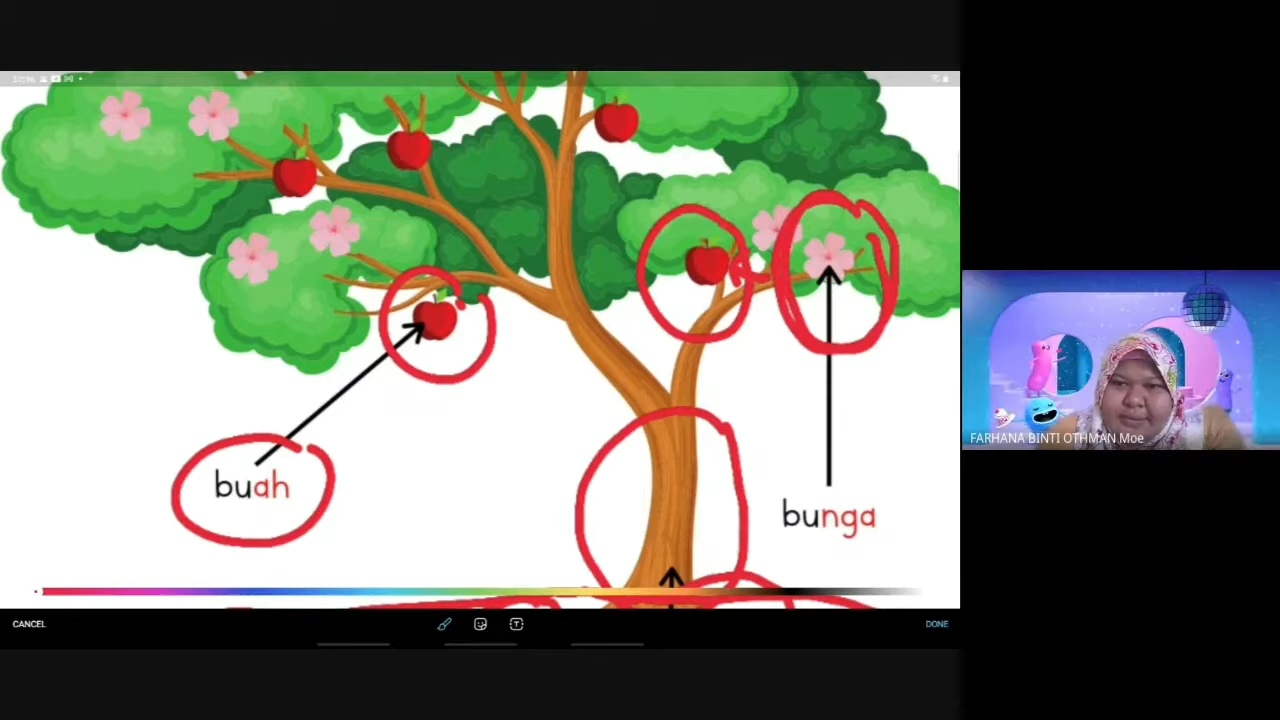 buah
bunga
FARHANA BINTI OTHMAN Moe
CANCEL
T
DONE